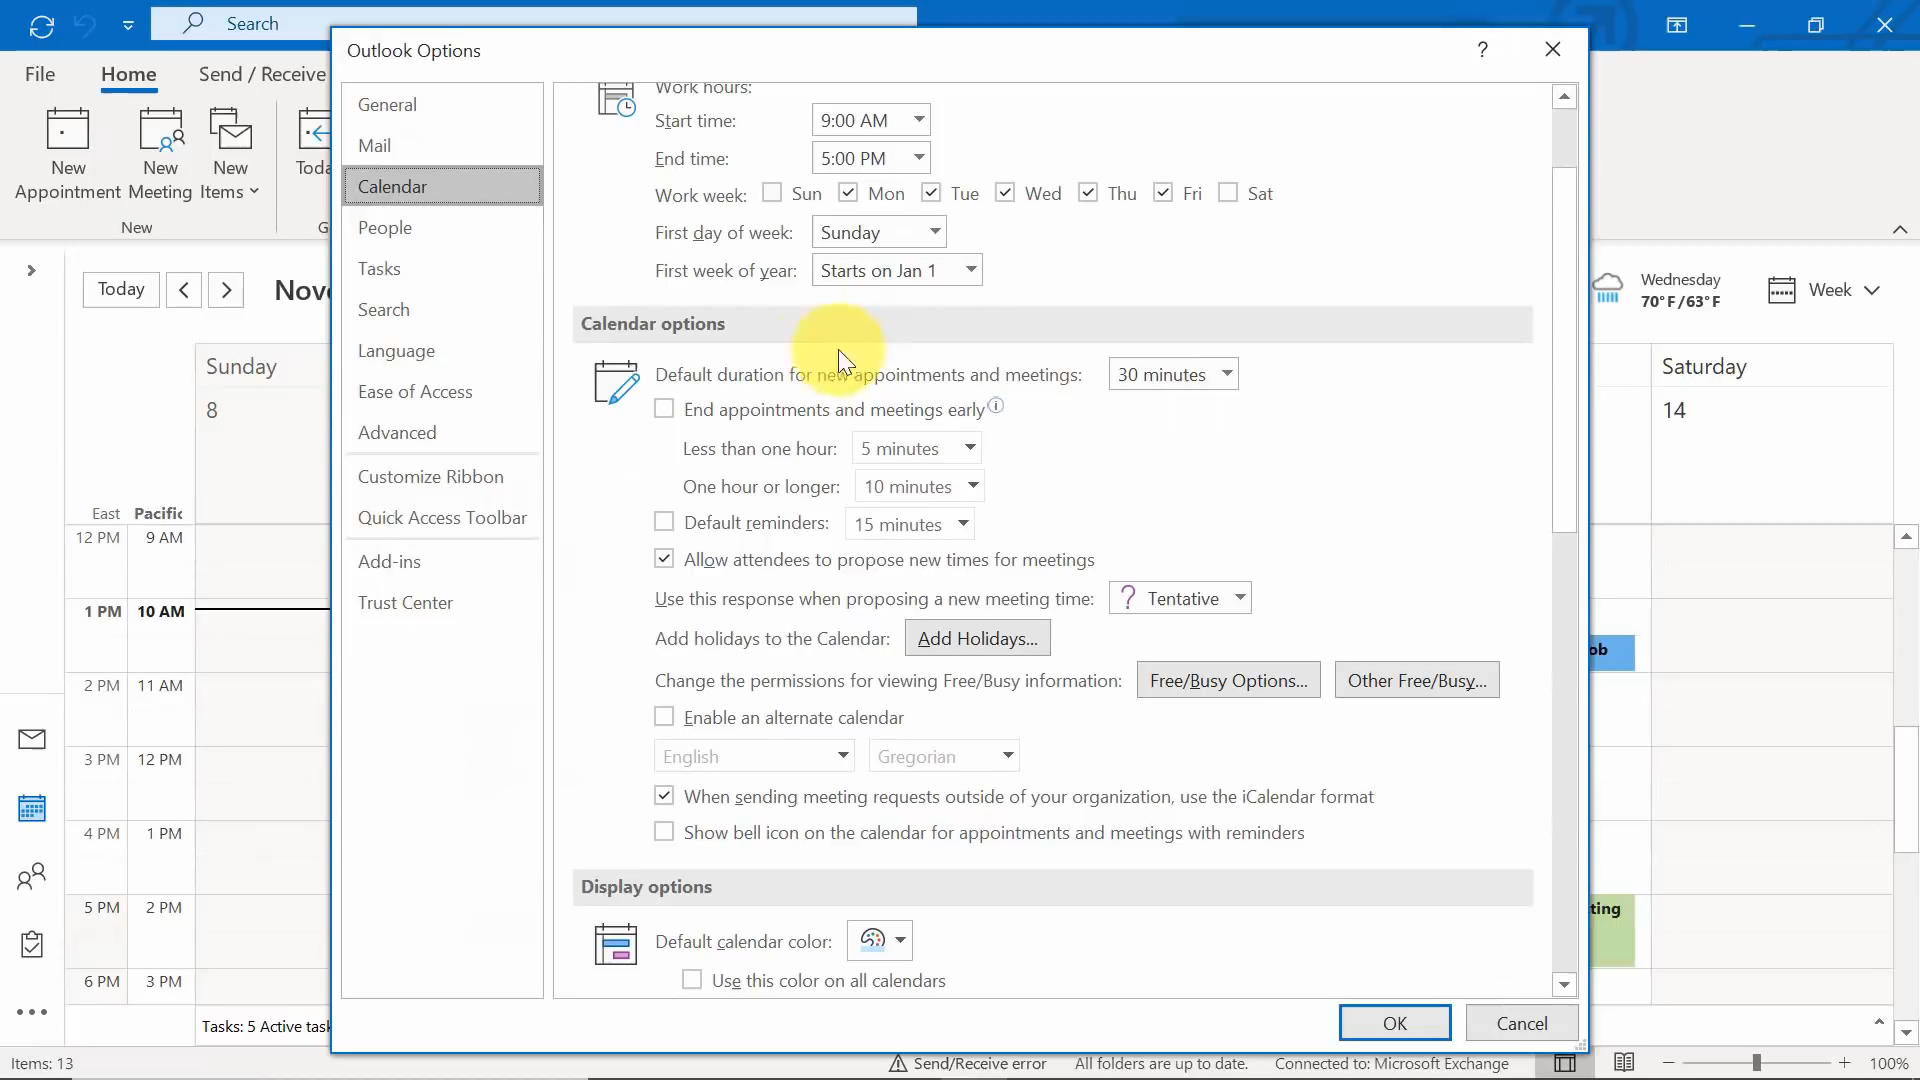 Search
File
Home
Send / Receive
New Appointment
New Meeting
New Items
New
Today
Wednesday
70°F/63°F
Week
Sunday
8
Saturday
14
East Pacific
12 PM 9 AM
1 PM 10 AM
2 PM 11 AM
3 PM 12 PM
4 PM 1 PM
5 PM 2 PM
6 PM 3 PM
Tasks: 5 Active
Outlook Options
?
General
Mail
Calendar
People
Tasks
Search
Language
Ease of Access
Advanced
Customize Ribbon
Quick Access Toolbar
Add-ins
Trust Center
Work hours:
Start time: 9:00 AM
End time: 5:00 PM
Work week: Sun Mon Tue Wed Thu Fri Sat
First day of week: Sunday
First week of year: Starts on Jan 1
Calendar options
Default duration for new appointments and meetings: 30 minutes
End appointments and meetings early
Less than one hour: 5 minutes
One hour or longer: 10 minutes
Default reminders: 15 minutes
Allow attendees to propose new times for meetings
Use this response when proposing a new meeting time: ? Tentative
Add holidays to the Calendar: Add Holidays...
Change the permissions for viewing Free/Busy information: Free/Busy Options... Other Free/Busy...
Enable an alternate calendar
English Gregorian
When sending meeting requests outside of your organization, use the iCalendar format
Show bell icon on the calendar for appointments and meetings with reminders
Display options
Default calendar color:
Use this color on all calendars
OK Cancel
Items: 13
Send/Receive error All folders are up to date. Connected to: Microsoft Exchange 100%